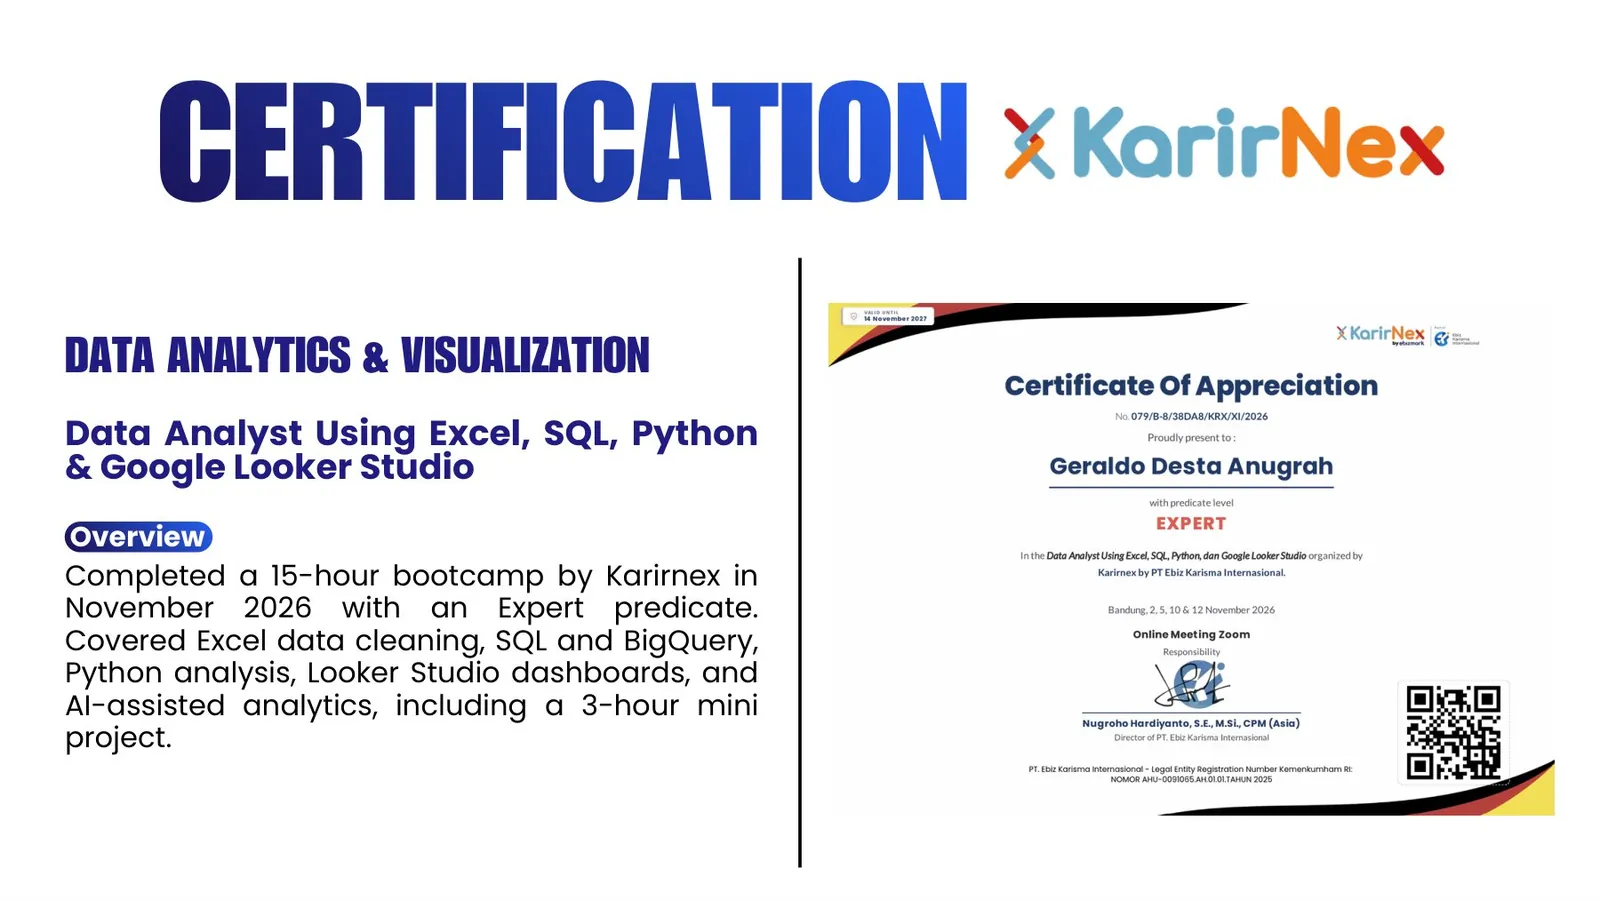 CERTIFICATION
KarirNex
DATA ANALYTICS & VISUALIZATION
Data Analyst Using Excel, SQL, Python
& Google Looker Studio
Overview
Completed a 15-hour bootcamp by Karirnex in
November 2026 with an Expert predicate.
Covered Excel data cleaning, SQL and BigQuery,
Python analysis, Looker Studio dashboards, and
AI-assisted analytics, including a 3-hour mini
project.
VALID UNTIL
14 November 2027
KarirNex
by ebizmark
Ebiz
Karisma
Internasional
Certificate Of Appreciation
No. 079/B-8/38DA8/KRX/XI/2026
Proudly present to :
Geraldo Desta Anugrah
with predicate level
EXPERT
In the Data Analyst Using Excel, SQL, Python, dan Google Looker Studio organized by
Karirnex by PT Ebiz Karisma Internasional.
Bandung, 2, 5, 10 & 12 November 2026
Online Meeting Zoom
Responsibility
Nugroho Hardiyanto, S.E., M.Si., CPM (Asia)
Director of PT. Ebiz Karisma Internasional
PT. Ebiz Karisma Internasional - Legal Entity Registration Number Kemenkumham RI:
NOMOR AHU-0091065.AH.01.01.TAHUN 2025